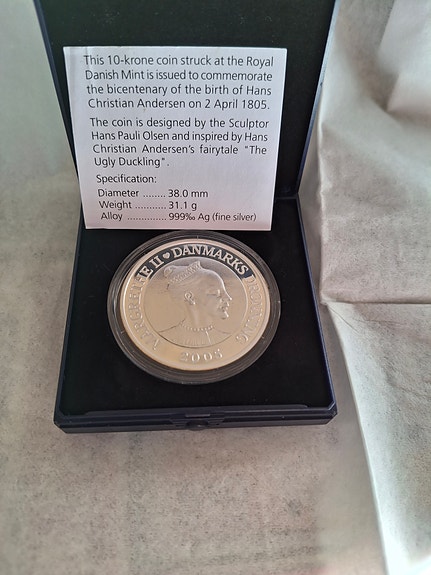 This 10-krone coin struck at the Royal
Danish Mint is issued to commemorate
the bicentenary of the birth of Hans
Christian Andersen on 2 April 1805.
The coin is designed by the Sculptor
Hans Pauli Olsen and inspired by Hans
Christian Andersen's fairytale "The
Ugly Duckling".
Specification:
Diameter ........ 38.0 mm
Weight ........... 31.1 g
Alloy .............. 999‰ Ag (fine silver)
MARGRETHE II ♥ DANMARKS DRONNING
2005